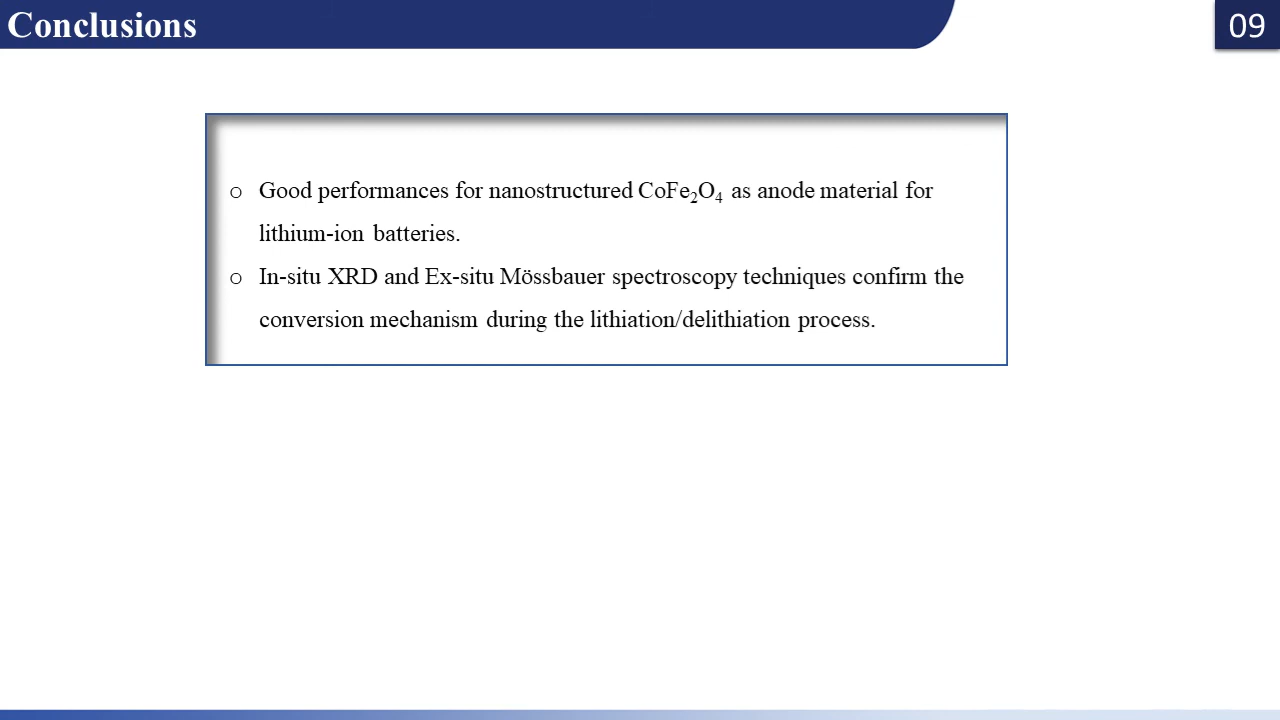 Conclusions
09
○ Good performances for nanostructured CoFe₂O₄ as anode material for
lithium-ion batteries.
○ In-situ XRD and Ex-situ Mössbauer spectroscopy techniques confirm the
conversion mechanism during the lithiation/delithiation process.